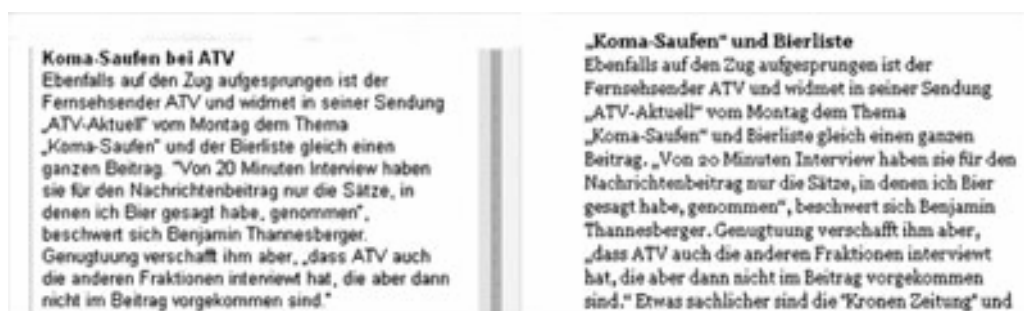 Koma-Saufen bei ATV
Ebenfalls auf den Zug aufgesprungen ist der
Fernsehsender ATV und widmet in seiner Sendung
„ATV-Aktuell“ vom Montag dem Thema
„Koma-Saufen“ und der Bierliste gleich einen
ganzen Beitrag. "Von 20 Minuten Interview haben
sie für den Nachrichtenbeitrag nur die Sätze, in
denen ich Bier gesagt habe, genommen",
beschwert sich Benjamin Thannesberger.
Genugtuung verschafft ihm aber, „dass ATV auch
die anderen Fraktionen interviewt hat, die aber dann
nicht im Beitrag vorgekommen sind."
„Koma-Saufen“ und Bierliste
Ebenfalls auf den Zug aufgesprungen ist der
Fernsehsender ATV und widmet in seiner Sendung
„ATV-Aktuell“ vom Montag dem Thema
„Koma-Saufen“ und Bierliste gleich einen ganzen
Beitrag. „Von 20 Minuten Interview haben sie für den
Nachrichtenbeitrag nur die Sätze, in denen ich Bier
gesagt habe, genommen“, beschwert sich Benjamin
Thannesberger. Genugtuung verschafft ihm aber,
„dass ATV auch die anderen Fraktionen interviewt
hat, die aber dann nicht im Beitrag vorgekommen
sind.“ Etwas sachlicher sind die "Kronen Zeitung" und